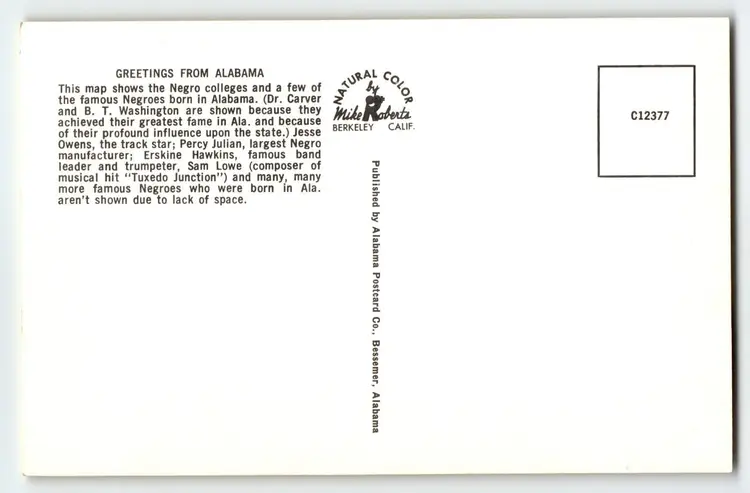 GREETINGS FROM ALABAMA
This map shows the Negro colleges and a few of
the famous Negroes born in Alabama. (Dr. Carver
and B. T. Washington are shown because they
achieved their greatest fame in Ala. and because
of their profound influence upon the state.) Jesse
Owens, the track star; Percy Julian, largest Negro
manufacturer; Erskine Hawkins, famous band
leader and trumpeter, Sam Lowe (composer of
musical hit "Tuxedo Junction") and many, many
more famous Negroes who were born in Ala.
aren't shown due to lack of space.
NATURAL COLOR
by
Mike Roberts
BERKELEY CALIF.
Published by Alabama Postcard Co., Bessemer, Alabama
C12377